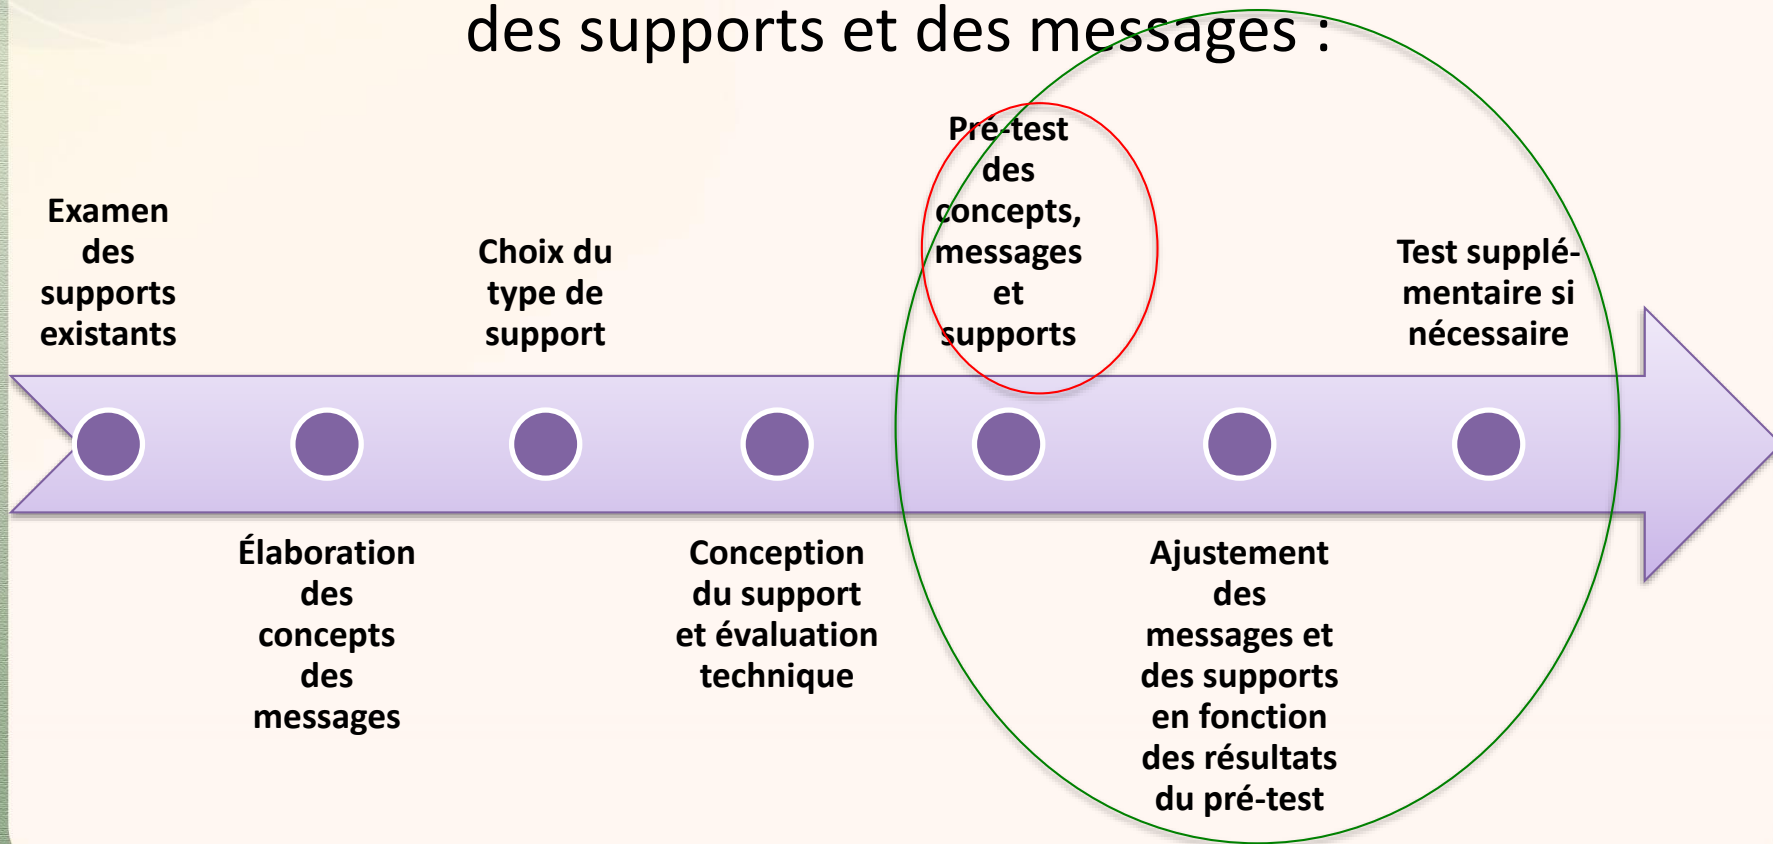 des supports et des messages :
Examen
des
supports
existants
Élaboration
des
concepts
des
messages
Choix du
type de
support
Conception
du support
et évaluation
technique
Pré-test
des
concepts,
messages
et
supports
Ajustement
des
messages et
des supports
en fonction
des résultats
du pré-test
Test supplé-
mentaire si
nécessaire